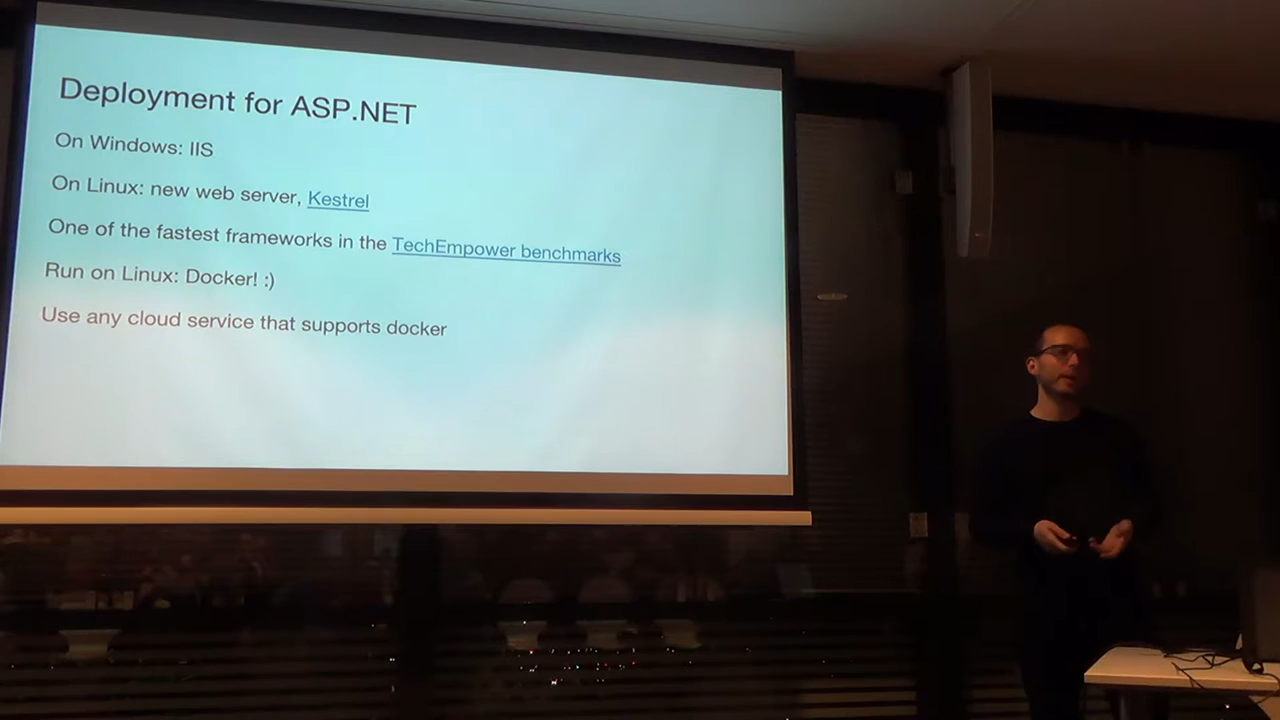 Deployment for ASP.NET
On Windows: IIS
On Linux: new web server, Kestrel
One of the fastest frameworks in the TechEmpower benchmarks
Run on Linux: Docker! :)
Use any cloud service that supports docker